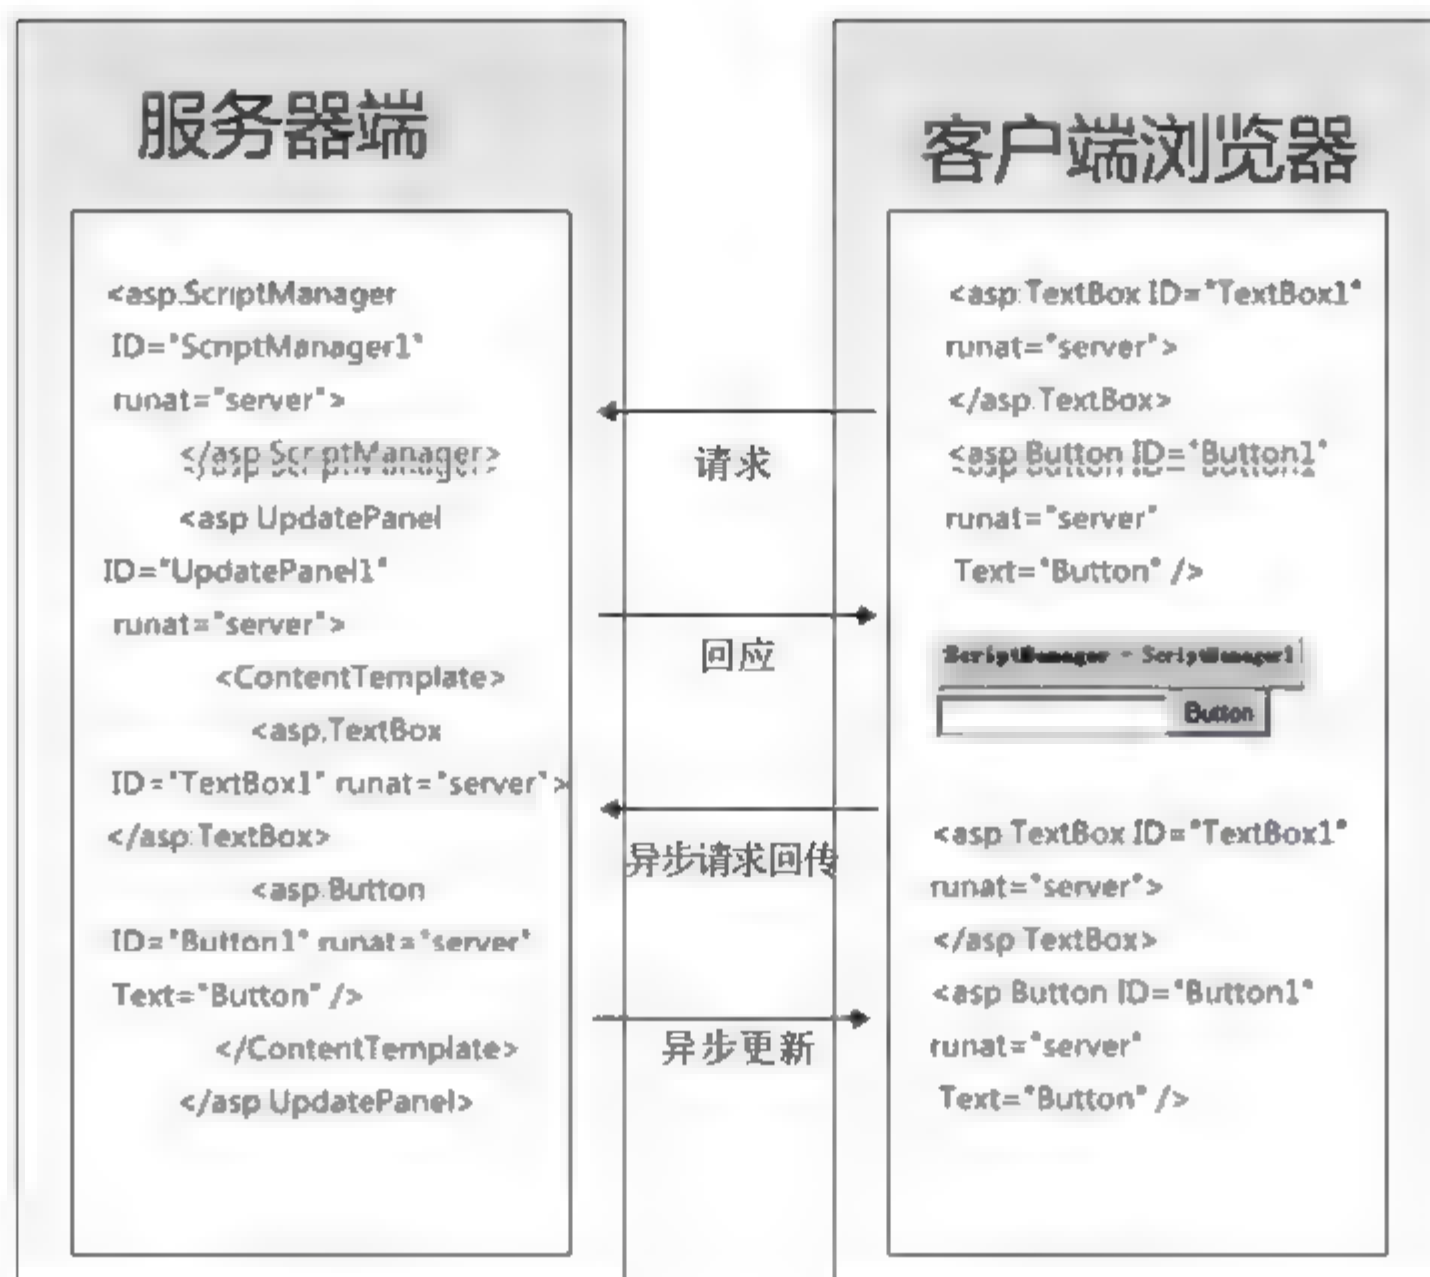 服务器端
<asp:ScriptManager
ID="ScriptManager1"
runat="server">
</asp:ScriptManager>
<asp:UpdatePanel
ID="UpdatePanel1"
runat="server">
<ContentTemplate>
<asp:TextBox
ID="TextBox1" runat="server">
</asp:TextBox>
<asp:Button
ID="Button1" runat="server"
Text="Button" />
</ContentTemplate>
</asp:UpdatePanel>
请求
回应
异步请求回传
异步更新
客户端浏览器
<asp:TextBox ID="TextBox1"
runat="server">
</asp:TextBox>
<asp:Button ID="Button1"
runat="server"
Text="Button" />
ScriptManager - ScriptManager1
Button
<asp:TextBox ID="TextBox1"
runat="server">
</asp:TextBox>
<asp:Button ID="Button1"
runat="server"
Text="Button" />